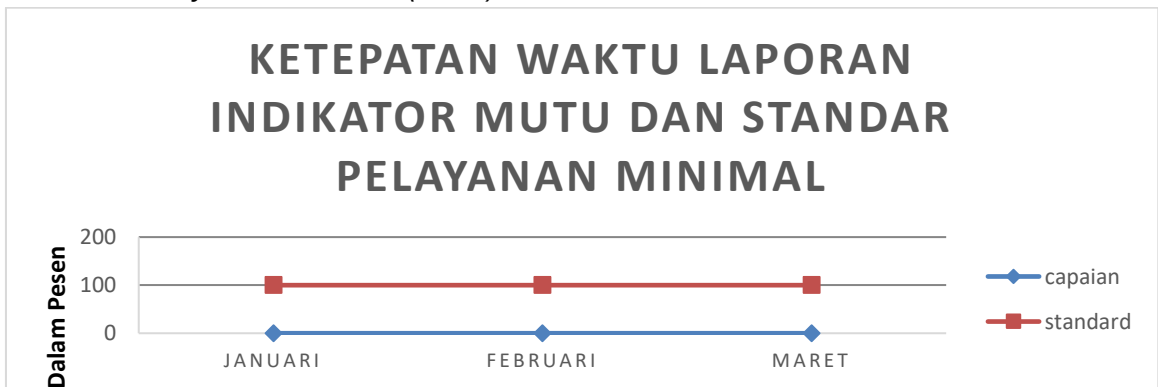 KETEPATAN WAKTU LAPORAN
INDIKATOR MUTU DAN STANDAR
PELAYANAN MINIMAL
Dalam Pesen
200
100
0
JANUARI FEBRUARI MARET
capaian
standard